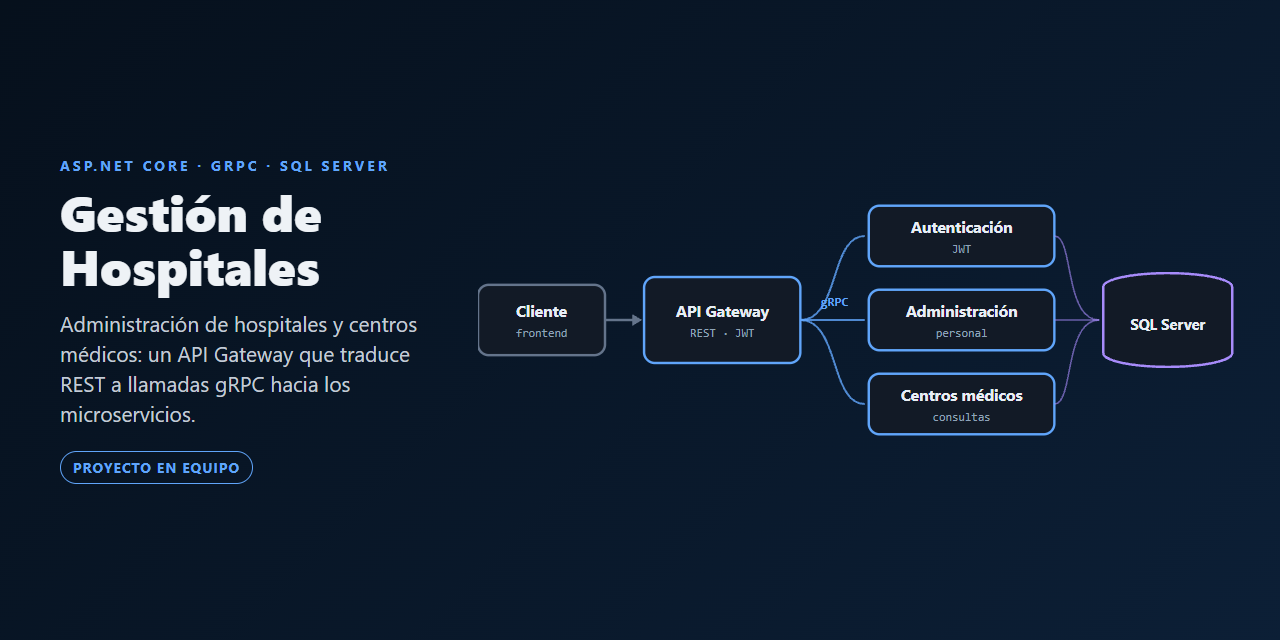 ASP.NET CORE · GRPC · SQL SERVER
Gestión de
Hospitales
Administración de hospitales y centros
médicos: un API Gateway que traduce
REST a llamadas gRPC hacia los
microservicios.
PROYECTO EN EQUIPO
Cliente
frontend
API Gateway
REST · JWT
gRPC
Autenticación
JWT
Administración
personal
Centros médicos
consultas
SQL Server